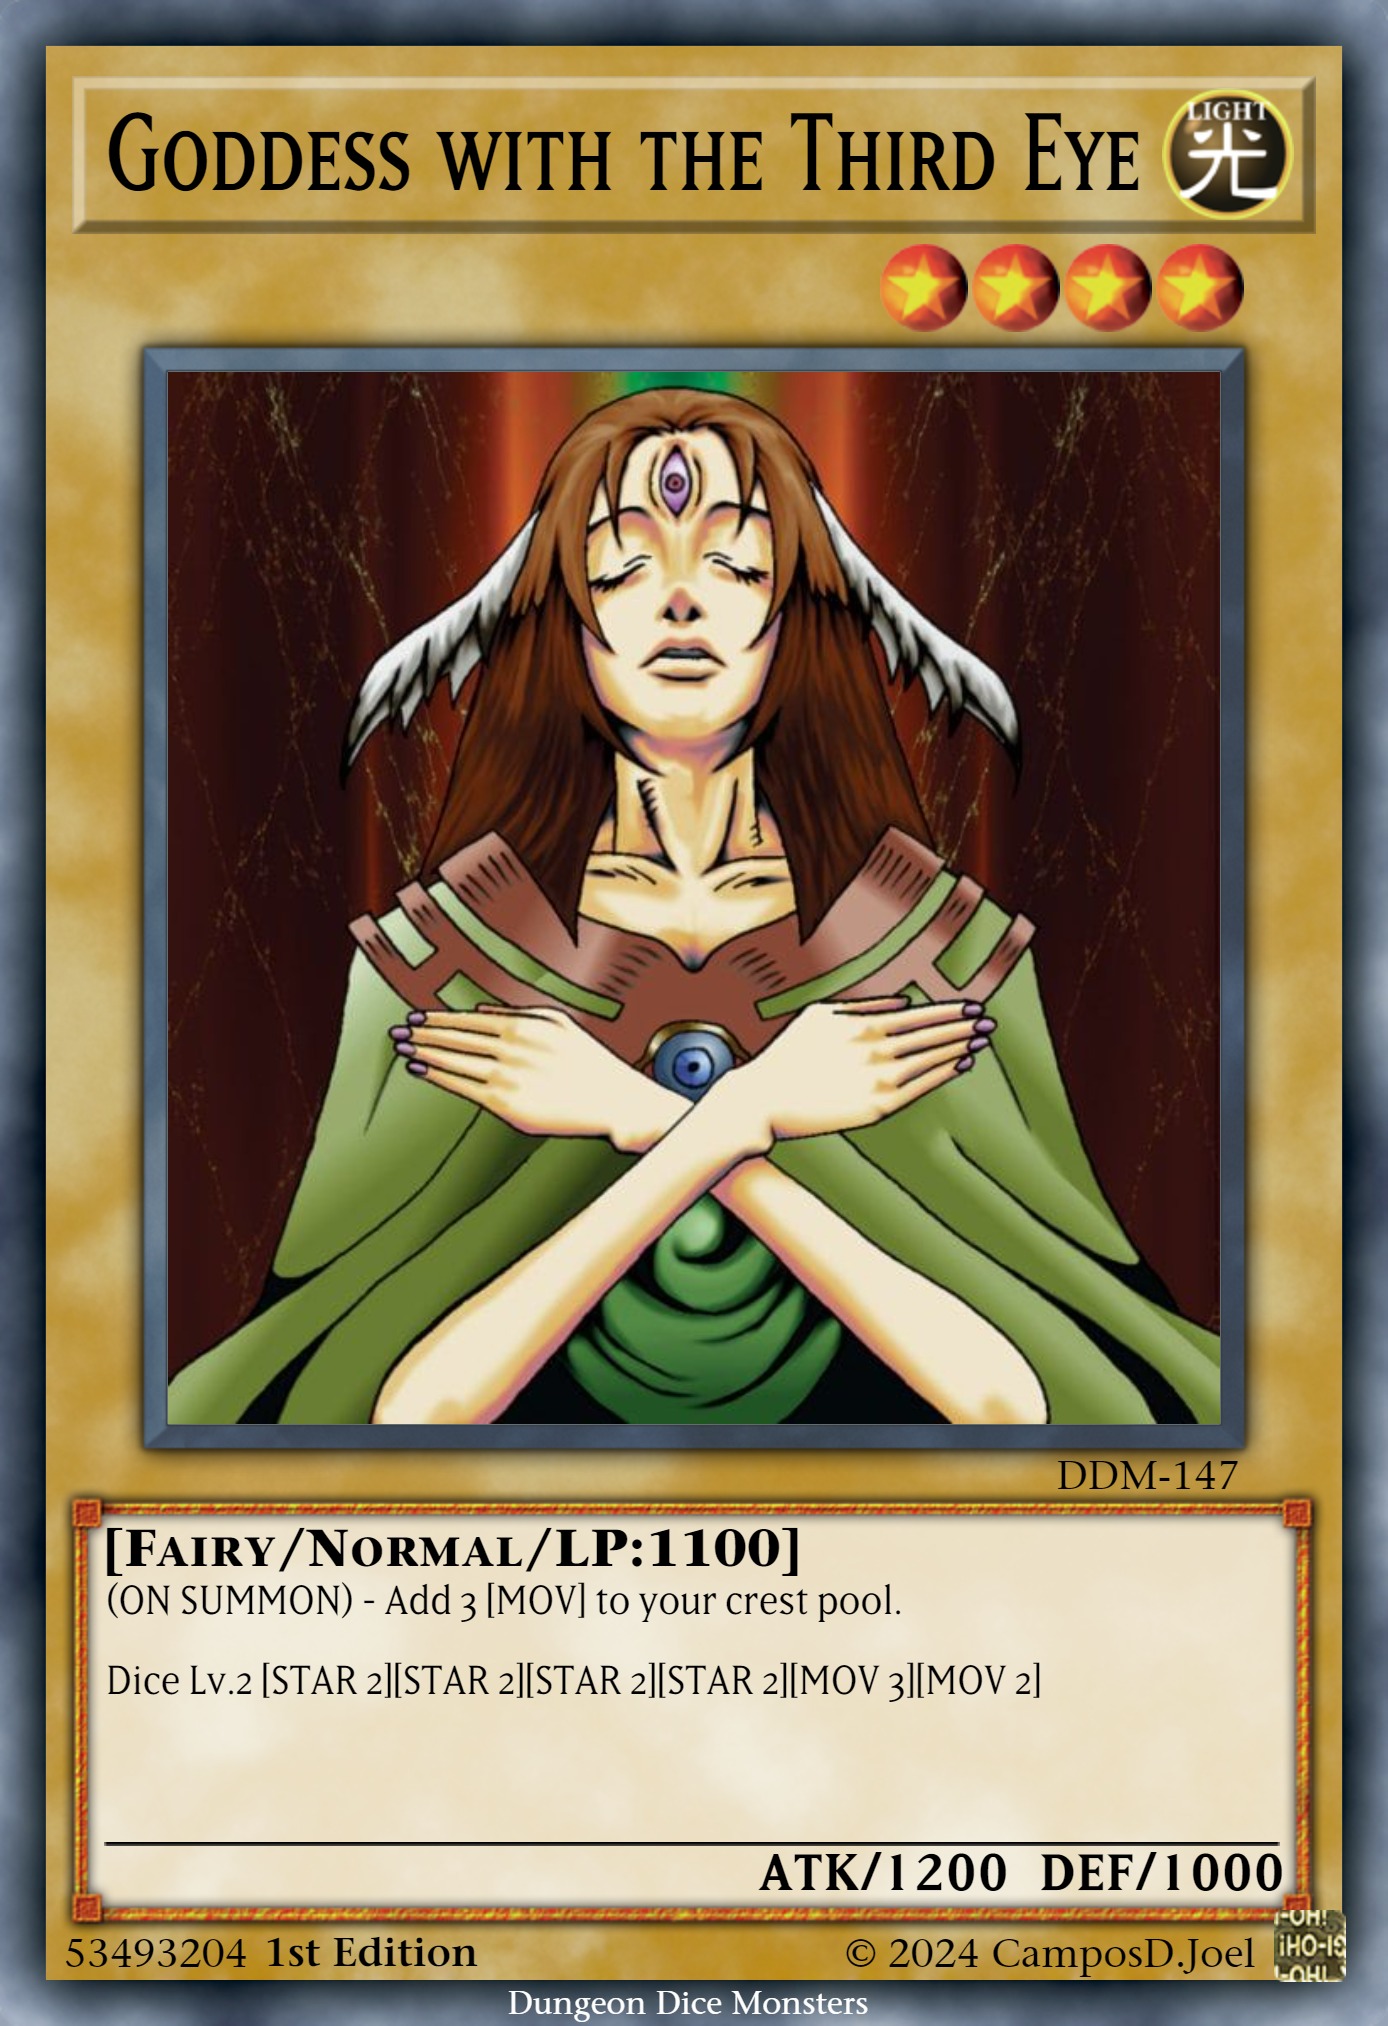 Goddess with the Third Eye
LIGHT
光
DDM-147
[Fairy/Normal/LP:1100]
(ON SUMMON) - Add 3 [MOV] to your crest pool.
Dice Lv.2 [STAR 2][STAR 2][STAR 2][STAR 2][MOV 3][MOV 2]
ATK/1200 DEF/1000
53493204 1st Edition
© 2024 CamposD.Joel
Dungeon Dice Monsters